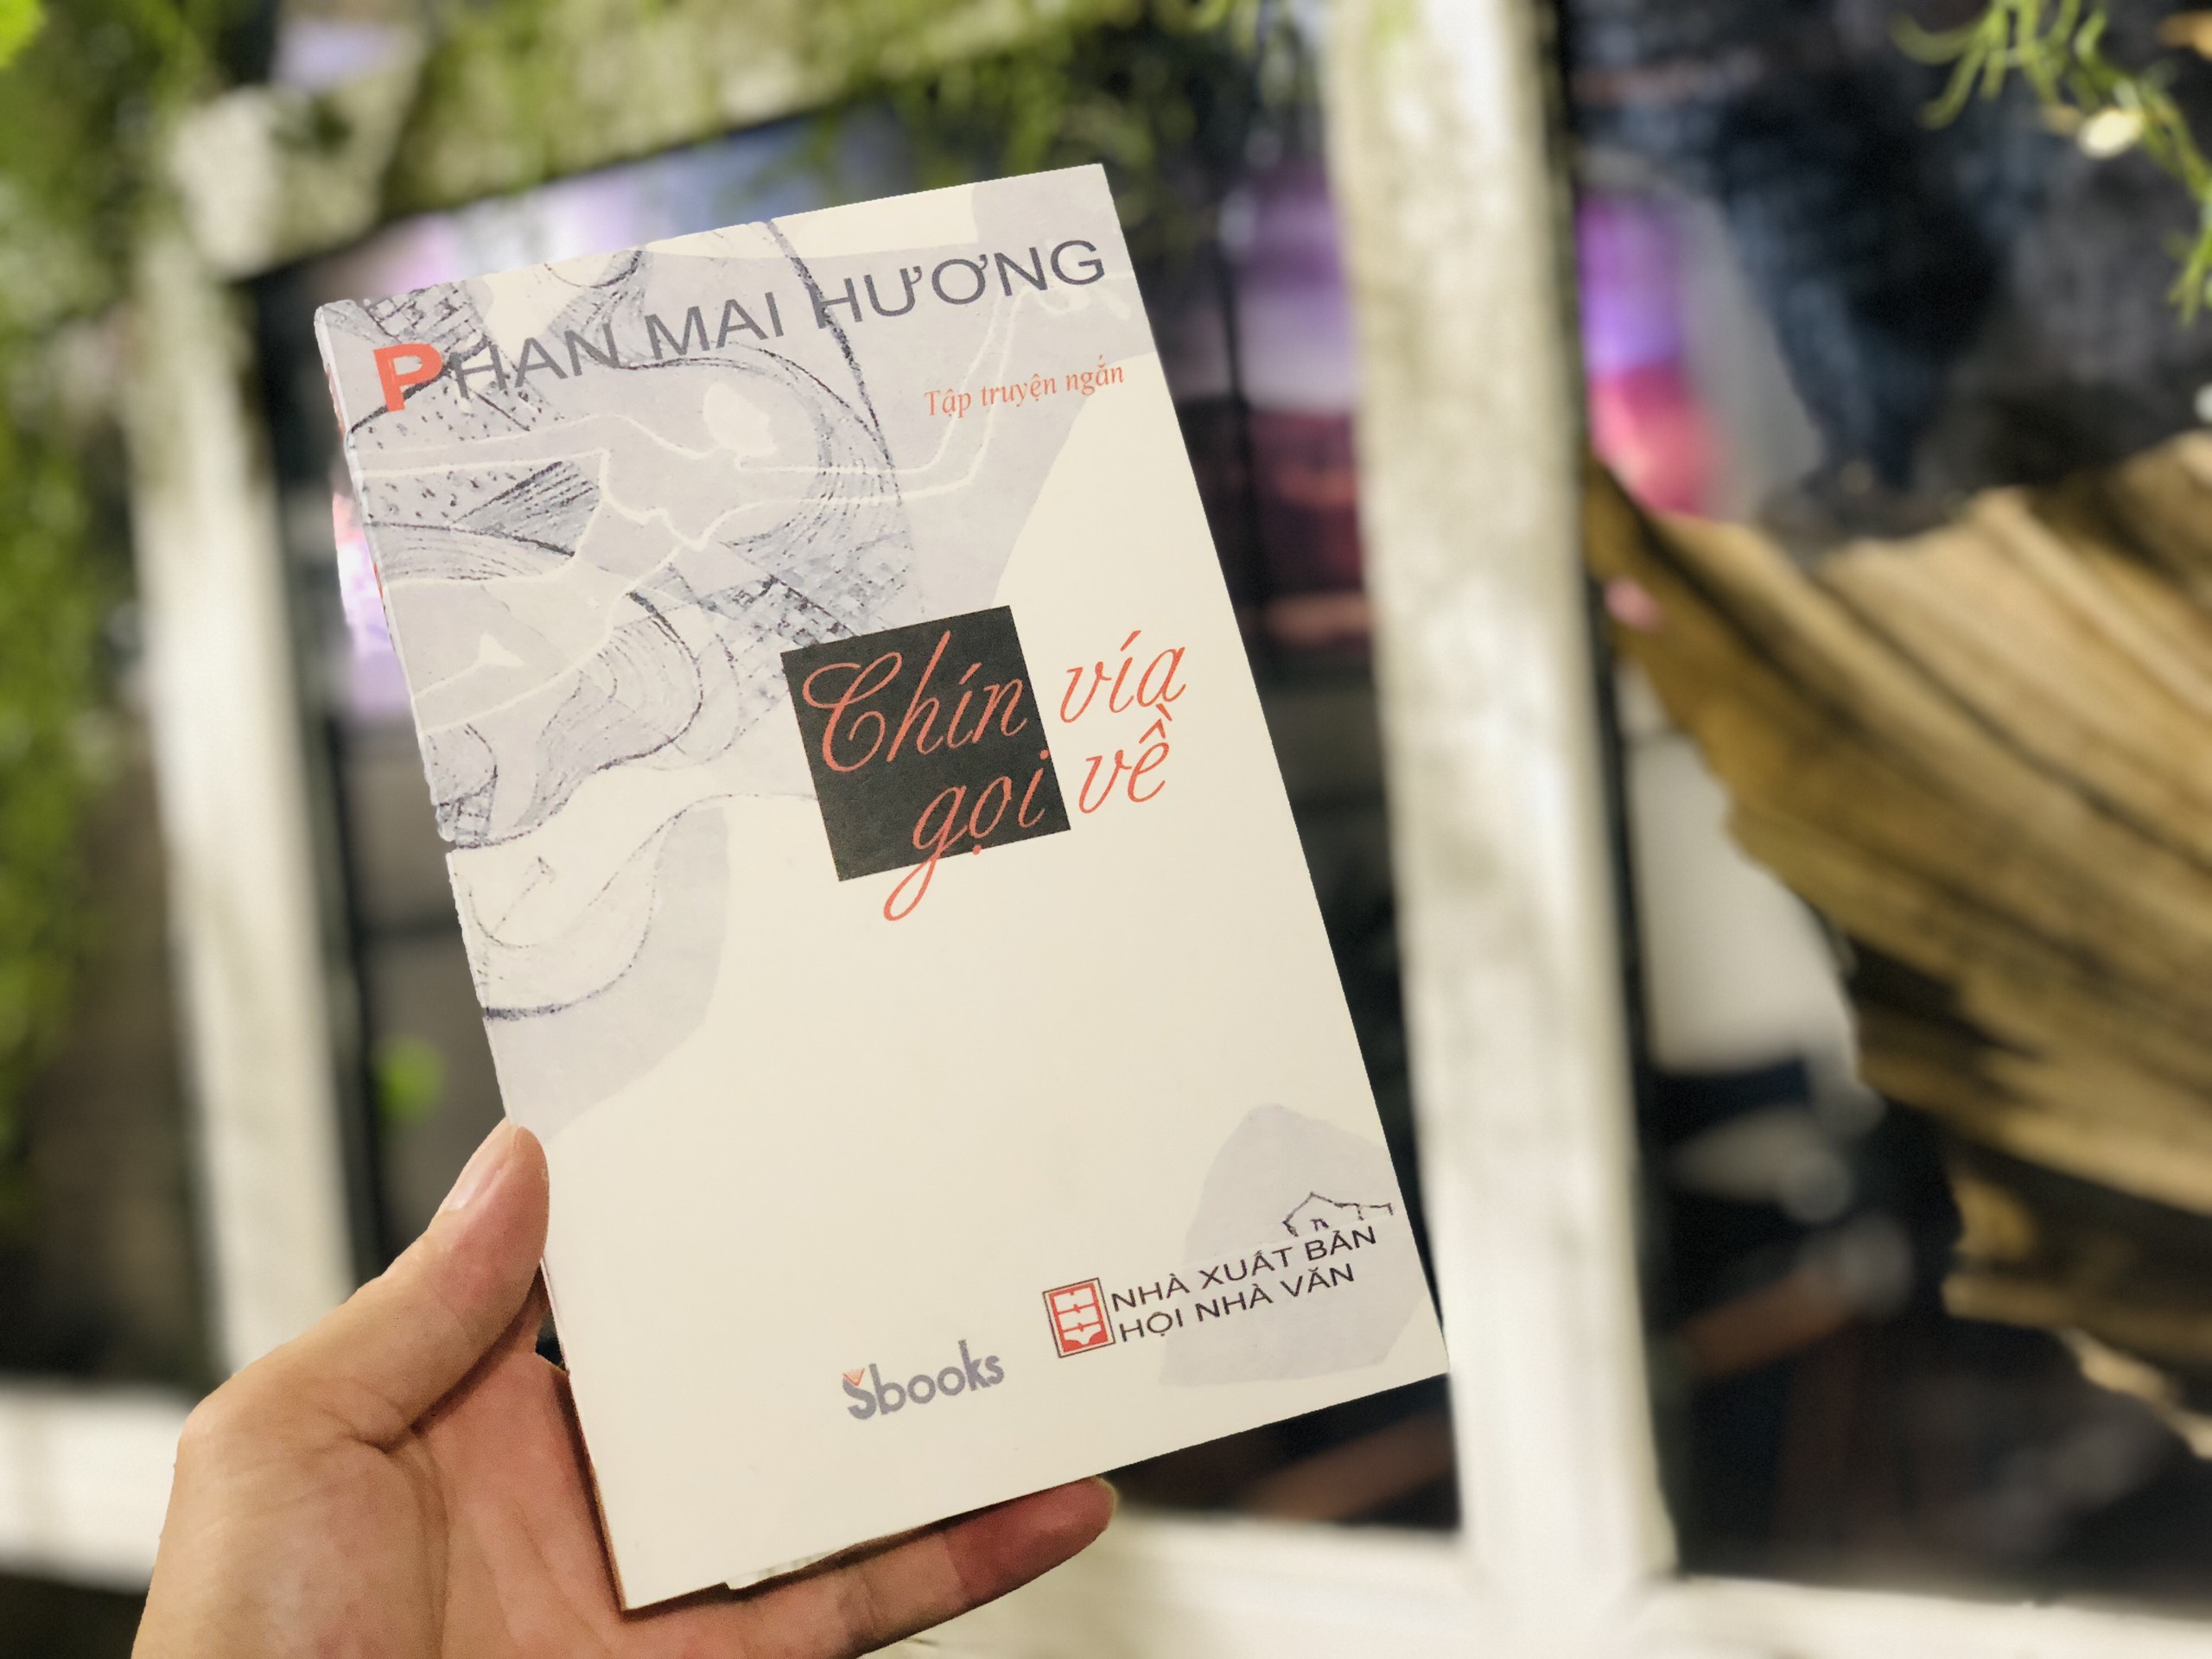 PHAN MAI HƯƠNG
Tập truyện ngắn
Chín vía
gọi về
NHÀ XUẤT BẢN
HỘI NHÀ VĂN
Sbooks